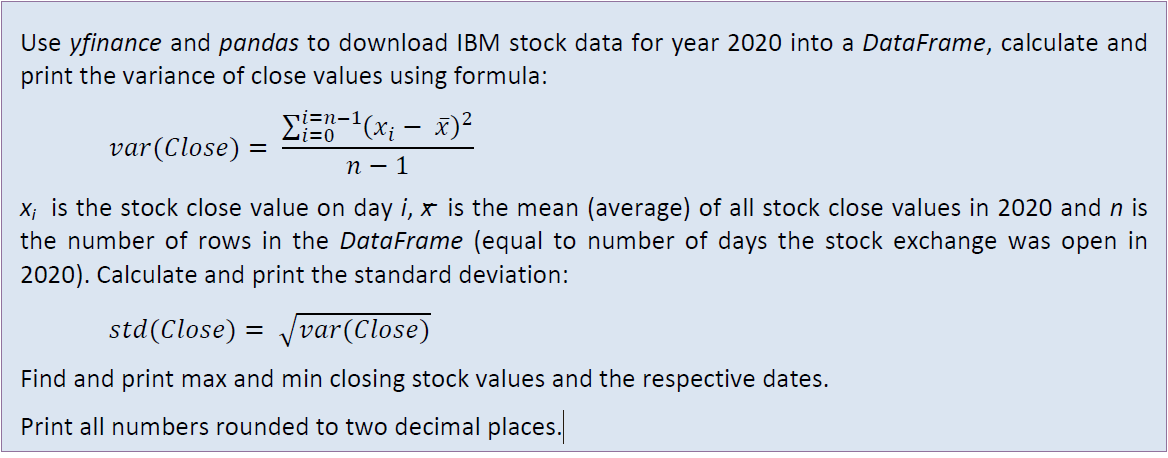 Use yfinance and pandas to download IBM stock data for year 2020 into a DataFrame, calculate and
print the variance of close values using formula:
var(Close) = \frac{\sum_{i=0}^{i=n-1}(x_i - \bar{x})^2}{n - 1}
x_i is the stock close value on day i, x̄ is the mean (average) of all stock close values in 2020 and n is
the number of rows in the DataFrame (equal to number of days the stock exchange was open in
2020). Calculate and print the standard deviation:
std(Close) = \sqrt{var(Close)}
Find and print max and min closing stock values and the respective dates.
Print all numbers rounded to two decimal places.